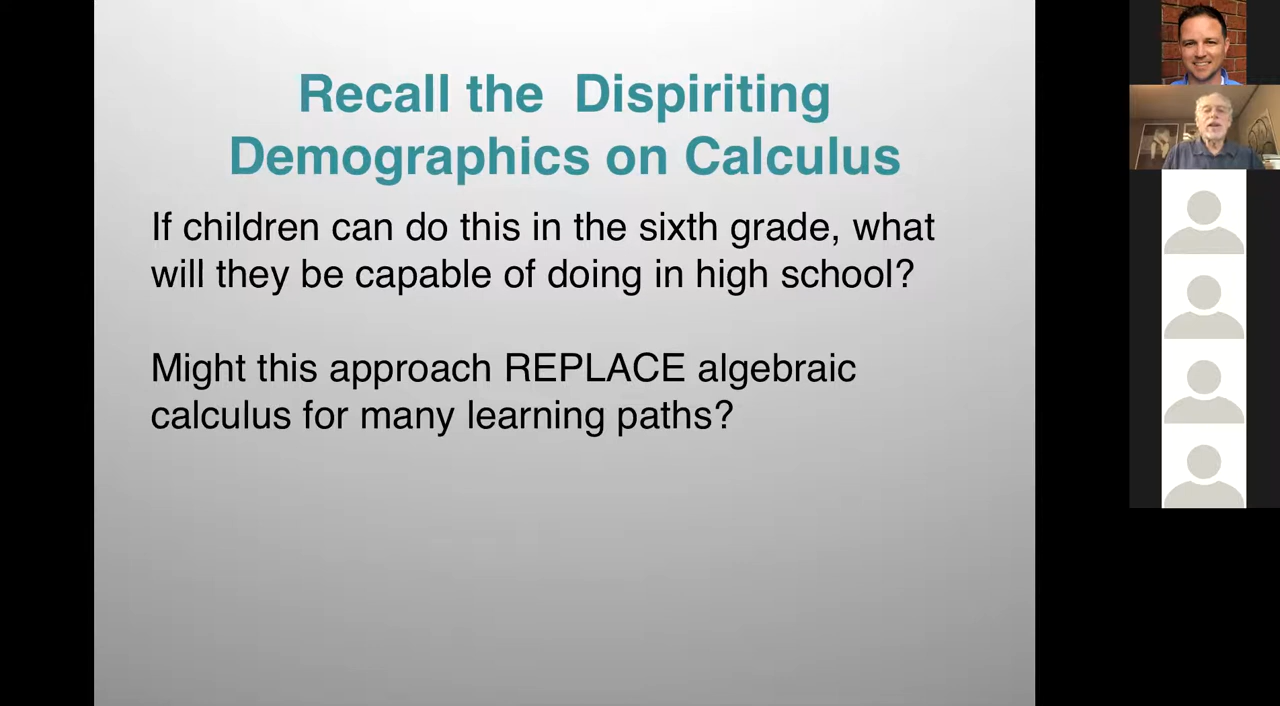 Recall the  Dispiriting
Demographics on Calculus
If children can do this in the sixth grade, what
will they be capable of doing in high school?
Might this approach REPLACE algebraic
calculus for many learning paths?